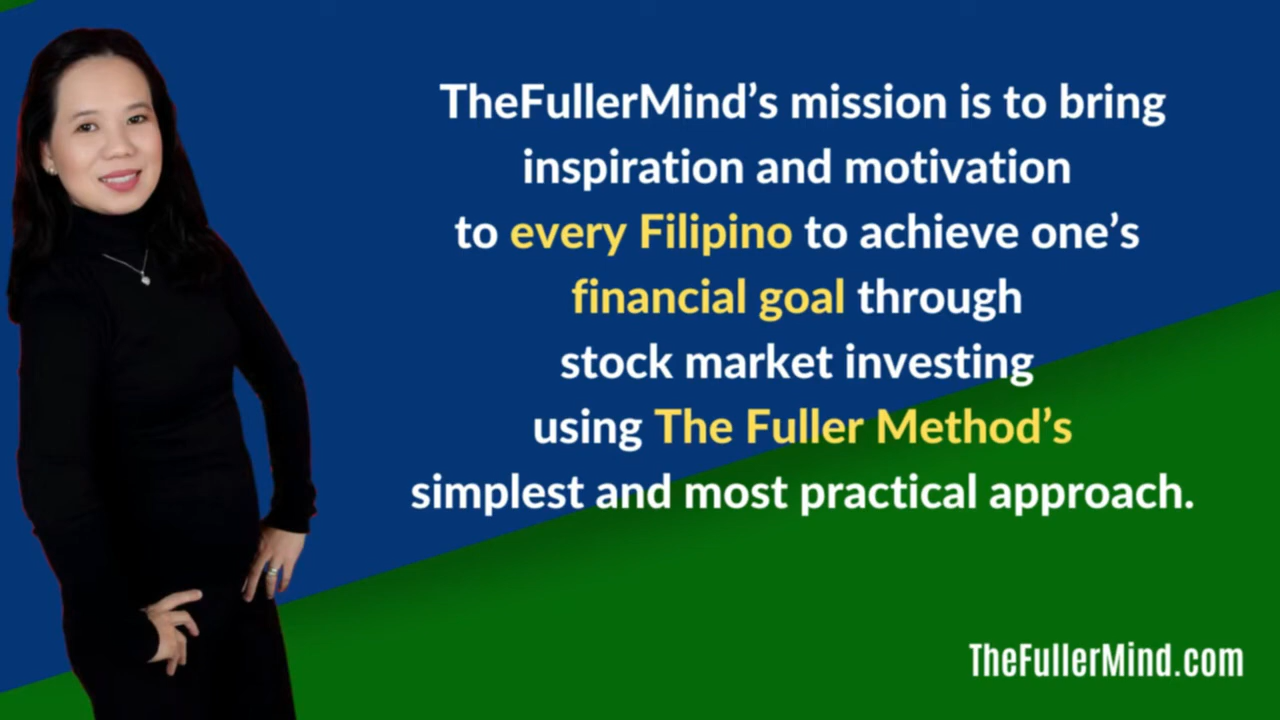 TheFullerMind’s mission is to bring
inspiration and motivation
to every Filipino to achieve one’s
financial goal through
stock market investing
using The Fuller Method’s
simplest and most practical approach.
TheFullerMind.com